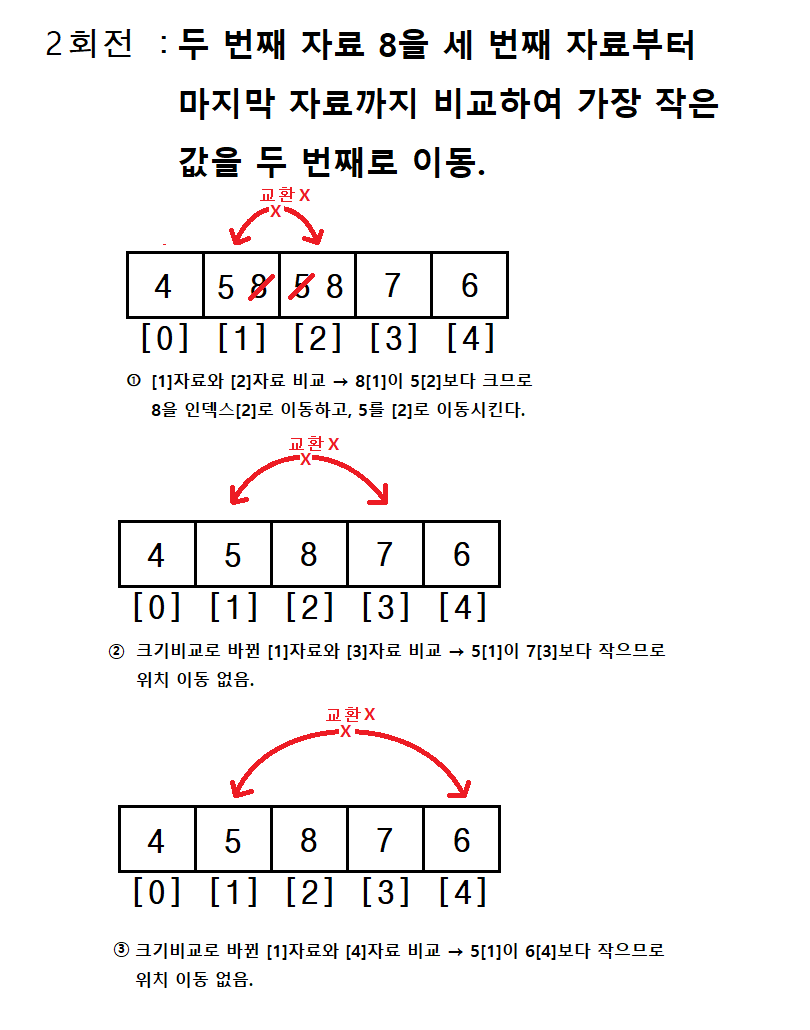 2회전 : 두 번째 자료 8을 세 번째 자료부터
마지막 자료까지 비교하여 가장 작은
값을 두 번째로 이동.
교환 X
X
4 5 8 5 8 7 6
[0] [1] [2] [3] [4]
① [1]자료와 [2]자료 비교 → 8[1]이 5[2]보다 크므로
8을 인덱스[2]로 이동하고, 5를 [2]로 이동시킨다.
교환 X
X
4 5 8 7 6
[0] [1] [2] [3] [4]
② 크기비교로 바뀐 [1]자료와 [3]자료 비교 → 5[1]이 7[3]보다 작으므로
위치 이동 없음.
교환 X
X
4 5 8 7 6
[0] [1] [2] [3] [4]
③ 크기비교로 바뀐 [1]자료와 [4]자료 비교 → 5[1]이 6[4]보다 작으므로
위치 이동 없음.